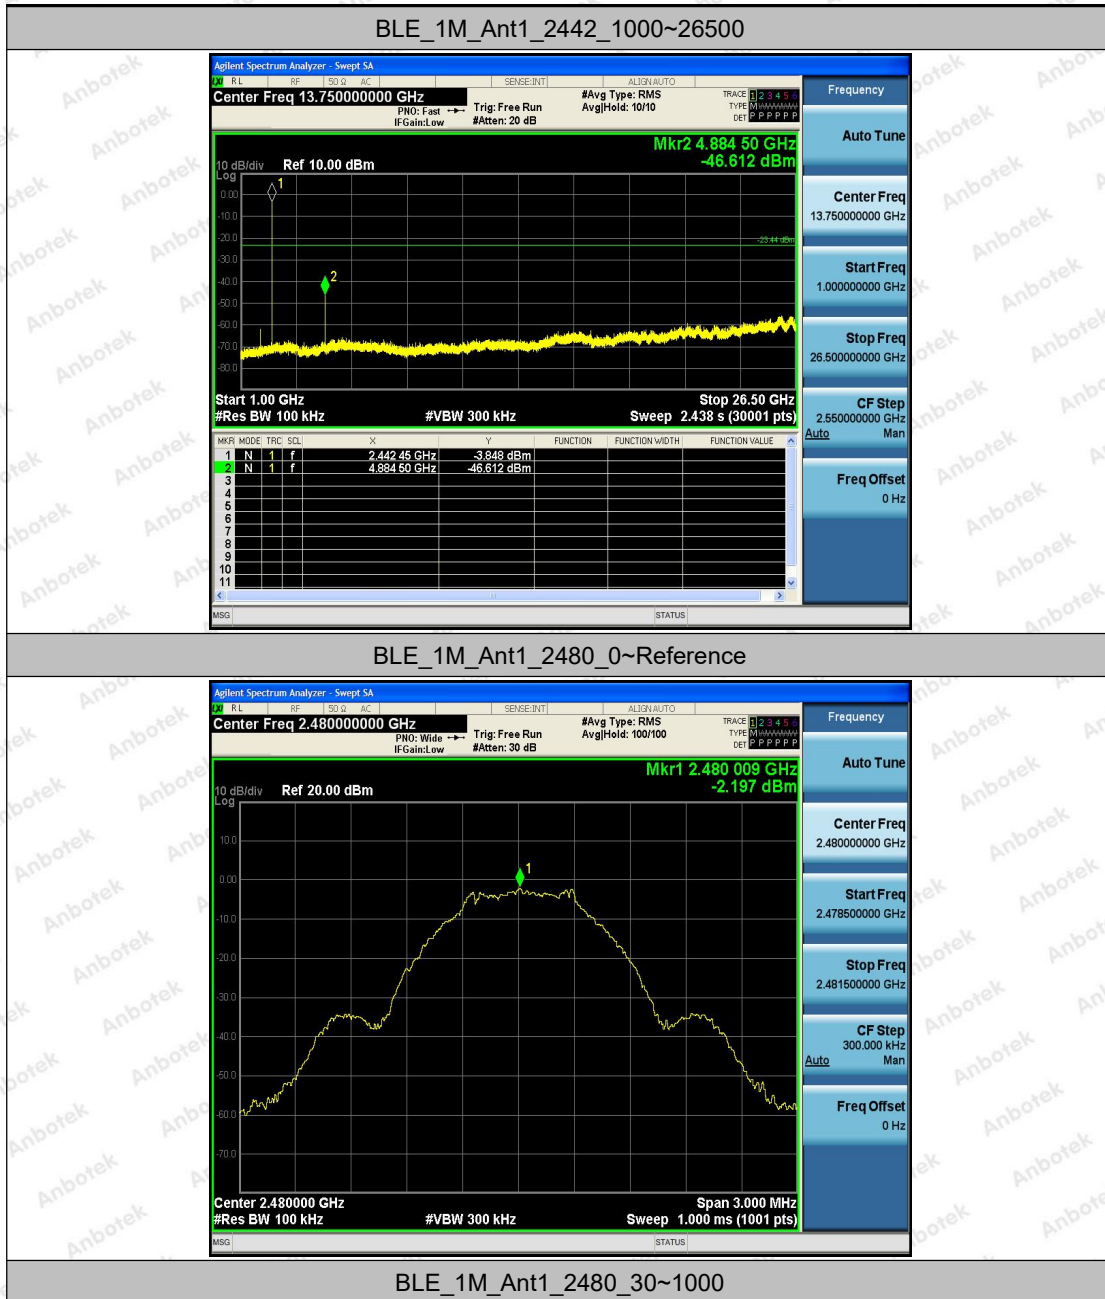 BLE_1M_Ant1_2442_1000~26500
Agilent Spectrum Analyzer - Swept SA
RL RF 50 Ω AC SENSE:INT ALIGN AUTO
Center Freq 13.750000000 GHz
PNO: Fast
IFGain:Low
Trig: Free Run
#Atten: 20 dB
#Avg Type: RMS
Avg|Hold: 10/10
TRACE 1 2 3 4 5 6
TYPE M
DET P P P P P P
Mkr2 4.884 50 GHz
-46.612 dBm
10 dB/div Ref 10.00 dBm
Log
0.00
-10.0
-20.0
-23.44 dBm
-30.0
-40.0
-50.0
-60.0
-70.0
-80.0
1
2
Start 1.00 GHz Stop 26.50 GHz
#Res BW 100 kHz #VBW 300 kHz Sweep 2.438 s (30001 pts)
MKR MODE TRC SCL X Y FUNCTION FUNCTION WIDTH FUNCTION VALUE
1 N 1 f 2.442 45 GHz -3.848 dBm
2 N 1 f 4.884 50 GHz -46.612 dBm
3
4
5
6
7
8
9
10
11
MSG STATUS
Frequency
Auto Tune
Center Freq
13.750000000 GHz
Start Freq
1.000000000 GHz
Stop Freq
26.500000000 GHz
CF Step
2.550000000 GHz
Auto Man
Freq Offset
0 Hz
BLE_1M_Ant1_2480_0~Reference
Agilent Spectrum Analyzer - Swept SA
RL RF 50 Ω AC SENSE:INT ALIGN AUTO
Center Freq 2.480000000 GHz
PNO: Wide
IFGain:Low
Trig: Free Run
#Atten: 30 dB
#Avg Type: RMS
Avg|Hold: 100/100
TRACE 1 2 3 4 5 6
TYPE M
DET P P P P P P
Mkr1 2.480 009 GHz
-2.197 dBm
10 dB/div Ref 20.00 dBm
Log
10.0
0.00
-10.0
-20.0
-30.0
-40.0
-50.0
-60.0
-70.0
1
Center 2.480000 GHz Span 3.000 MHz
#Res BW 100 kHz #VBW 300 kHz Sweep 1.000 ms (1001 pts)
MSG STATUS
Frequency
Auto Tune
Center Freq
2.480000000 GHz
Start Freq
2.478500000 GHz
Stop Freq
2.481500000 GHz
CF Step
300.000 kHz
Auto Man
Freq Offset
0 Hz
BLE_1M_Ant1_2480_30~1000
Anbotek